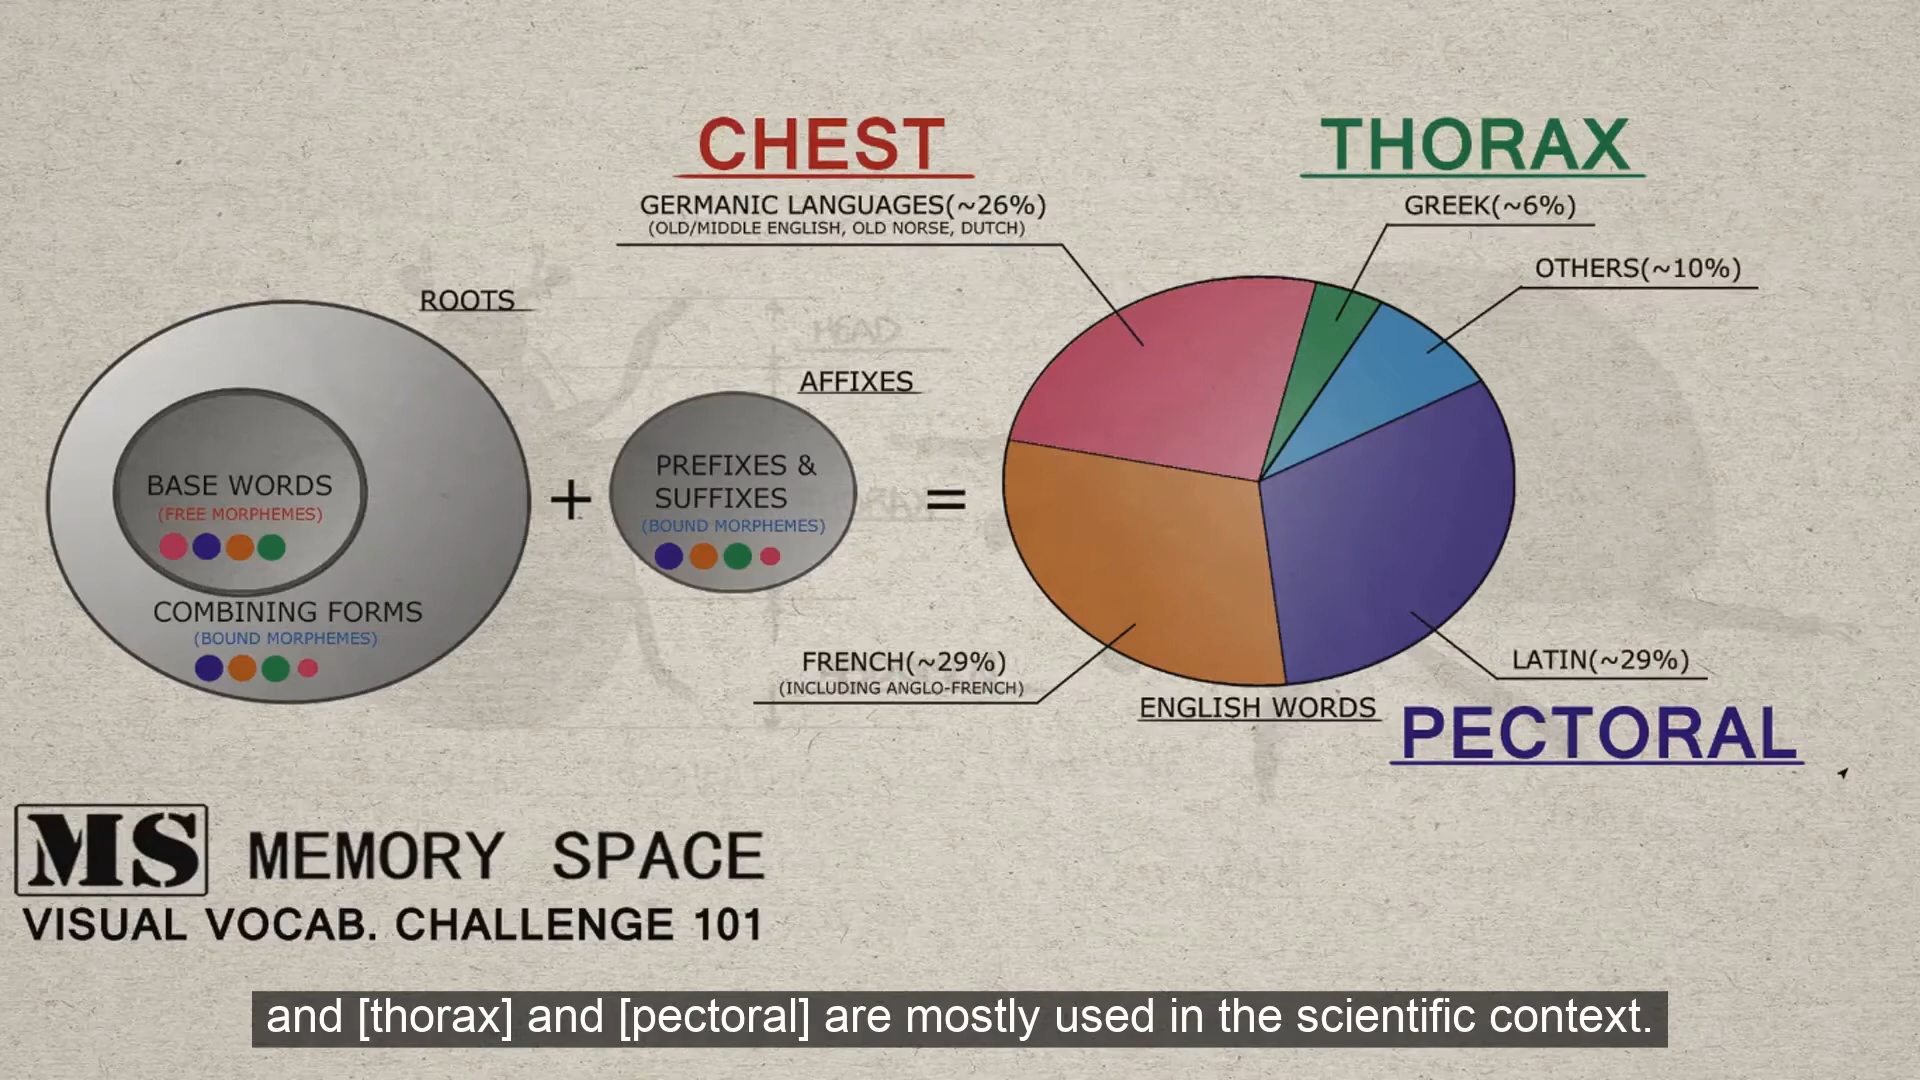 CHEST
GERMANIC LANGUAGES(~26%)
(OLD/MIDDLE ENGLISH, OLD NORSE, DUTCH)
THORAX
GREEK(~6%)
OTHERS(~10%)
ROOTS
HEAD
AFFIXES
BASE WORDS
(FREE MORPHEMES)
COMBINING FORMS
(BOUND MORPHEMES)
+
PREFIXES &
SUFFIXES
(BOUND MORPHEMES)
=
FRENCH(~29%)
(INCLUDING ANGLO-FRENCH)
LATIN(~29%)
ENGLISH WORDS
PECTORAL
MS MEMORY SPACE
VISUAL VOCAB. CHALLENGE 101
and [thorax] and [pectoral] are mostly used in the scientific context.